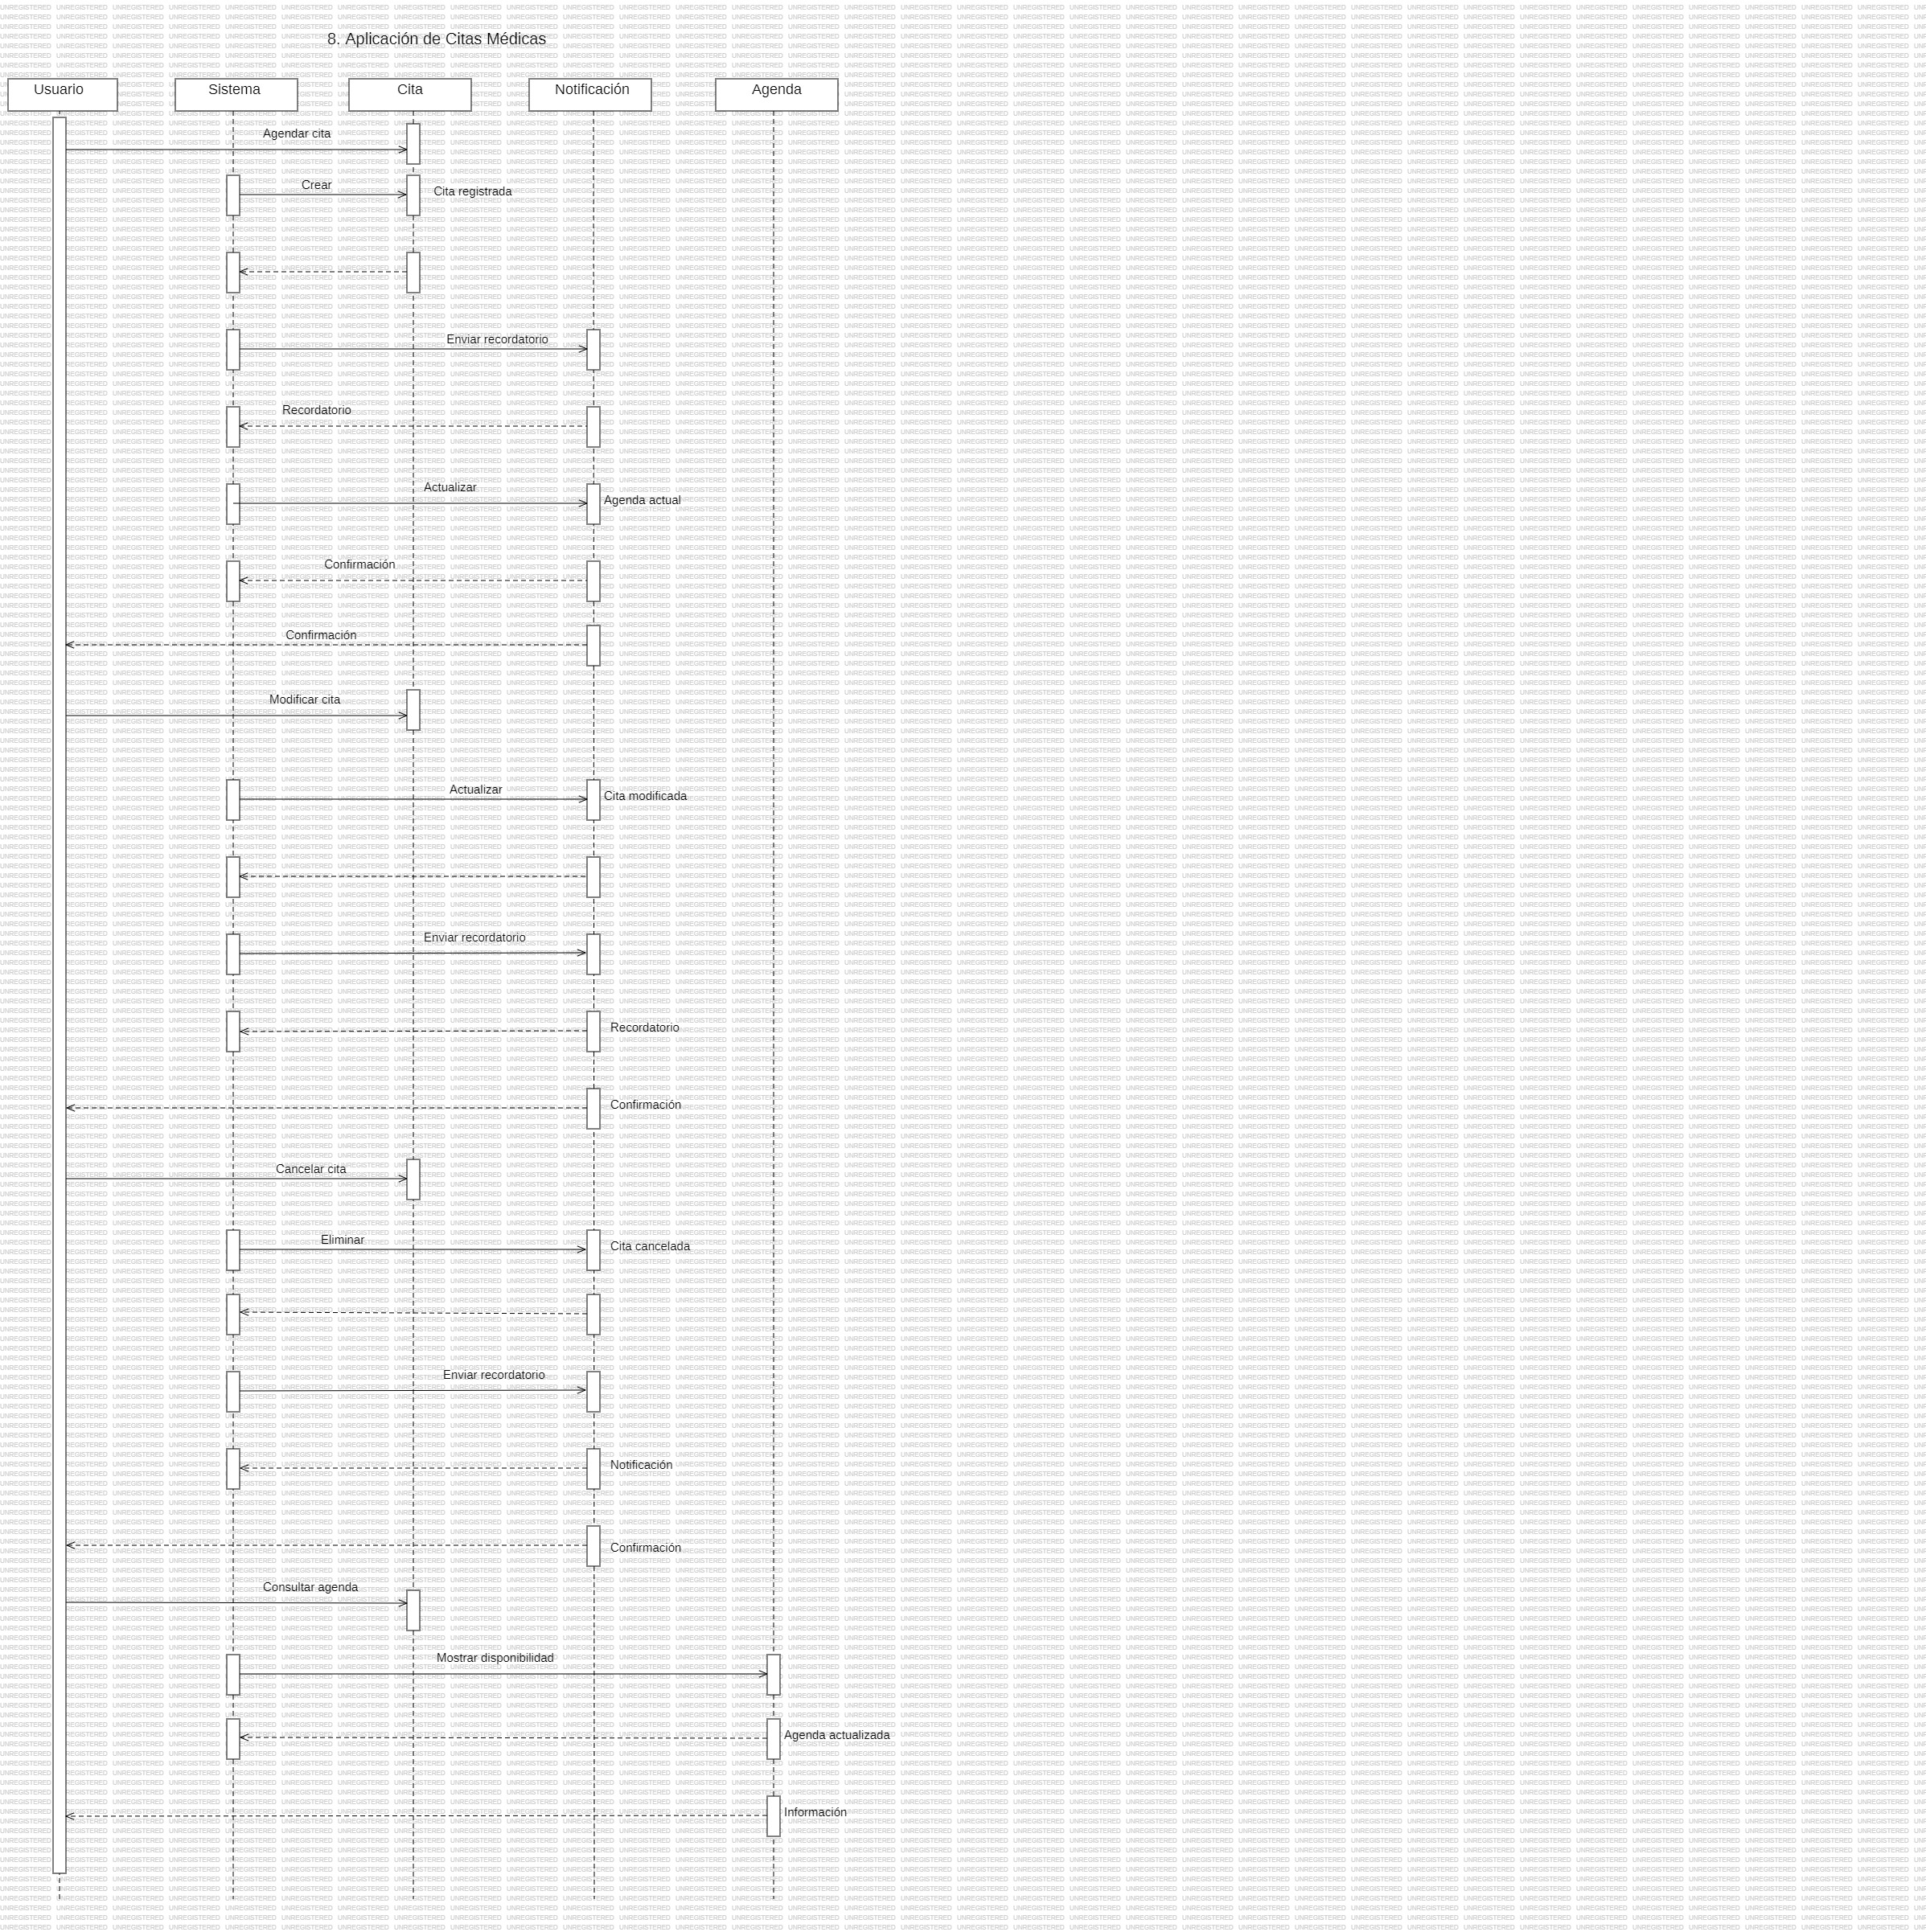 8. Aplicación de Citas Médicas
Usuario
Sistema
Cita
Notificación
Agenda
Agendar cita
Crear
Cita registrada
Enviar recordatorio
Recordatorio
Actualizar
Agenda actual
Confirmación
Confirmación
Modificar cita
Actualizar
Cita modificada
Enviar recordatorio
Recordatorio
Confirmación
Cancelar cita
Eliminar
Cita cancelada
Enviar recordatorio
Notificación
Confirmación
Consultar agenda
Mostrar disponibilidad
Agenda actualizada
Información
UNREGISTERED